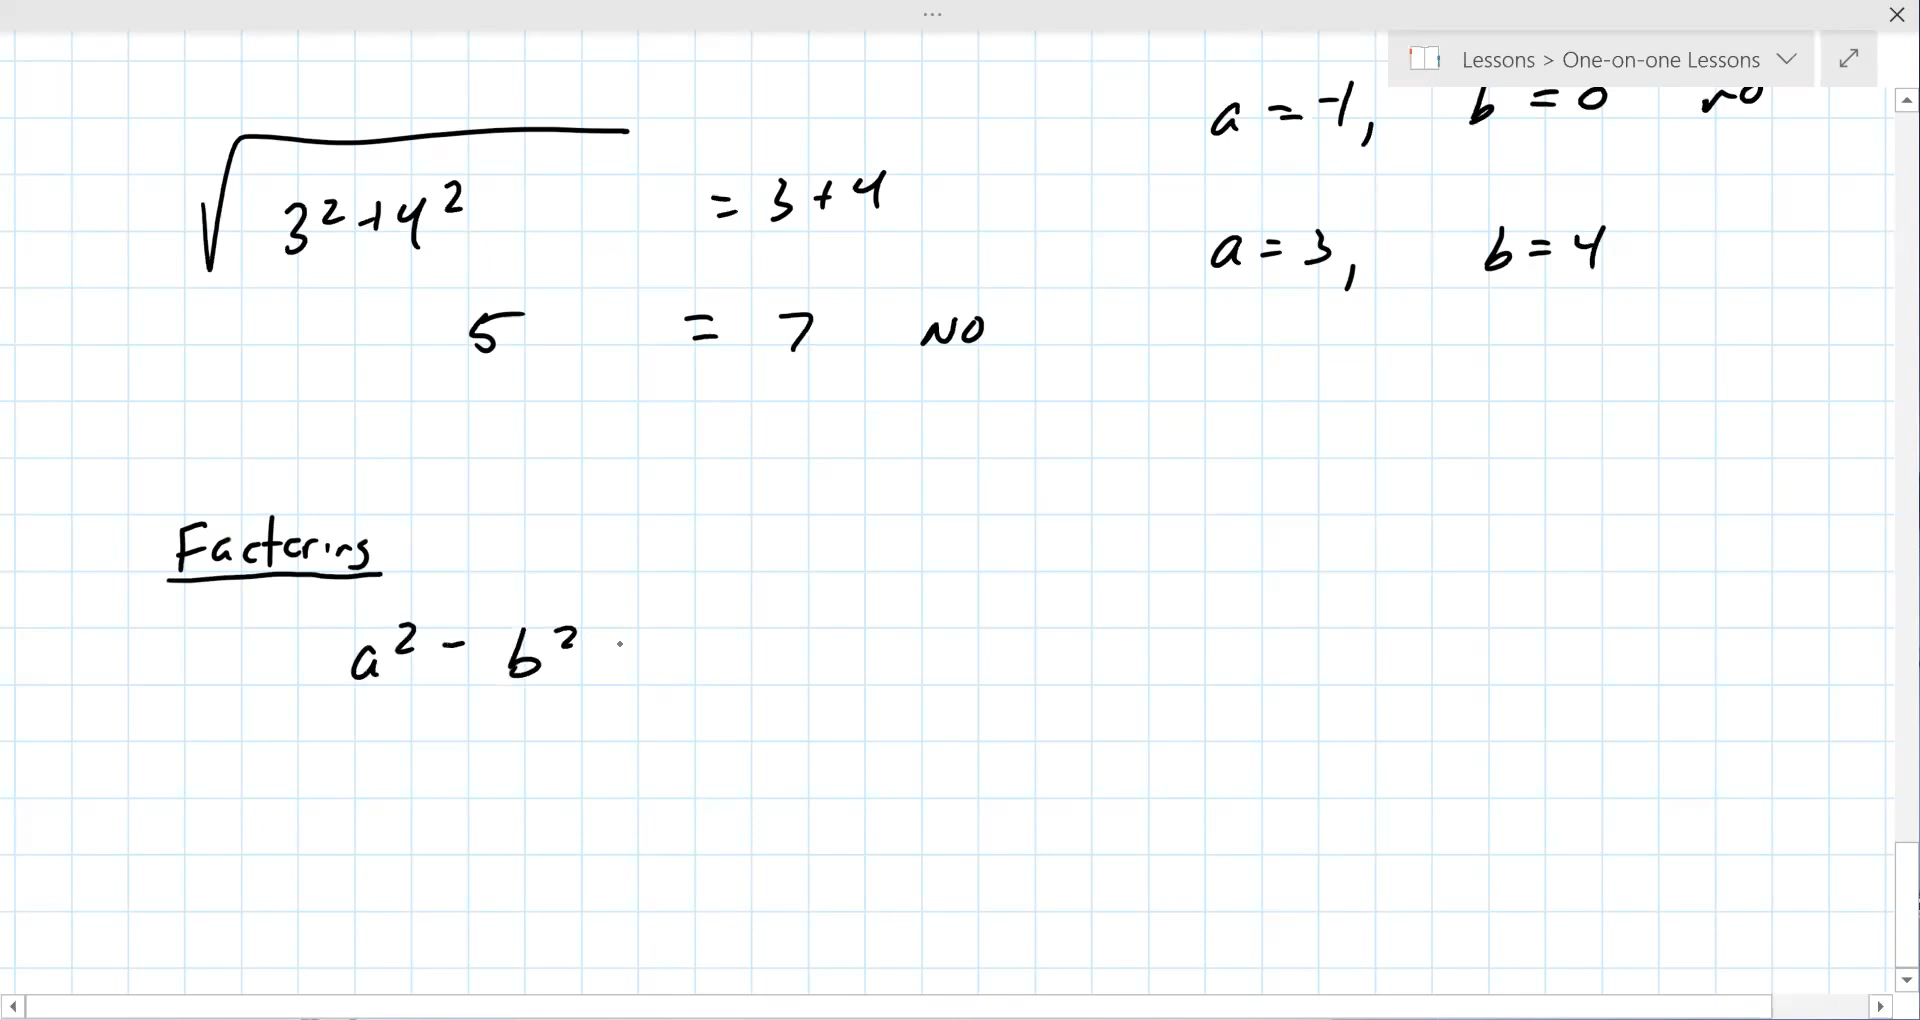 ...
Lessons > One-on-one Lessons
a = -1, b = 0 no
√(3² + 4²) = 3 + 4
a = 3, b = 4
5 = 7 NO
Factoring
a² - b²